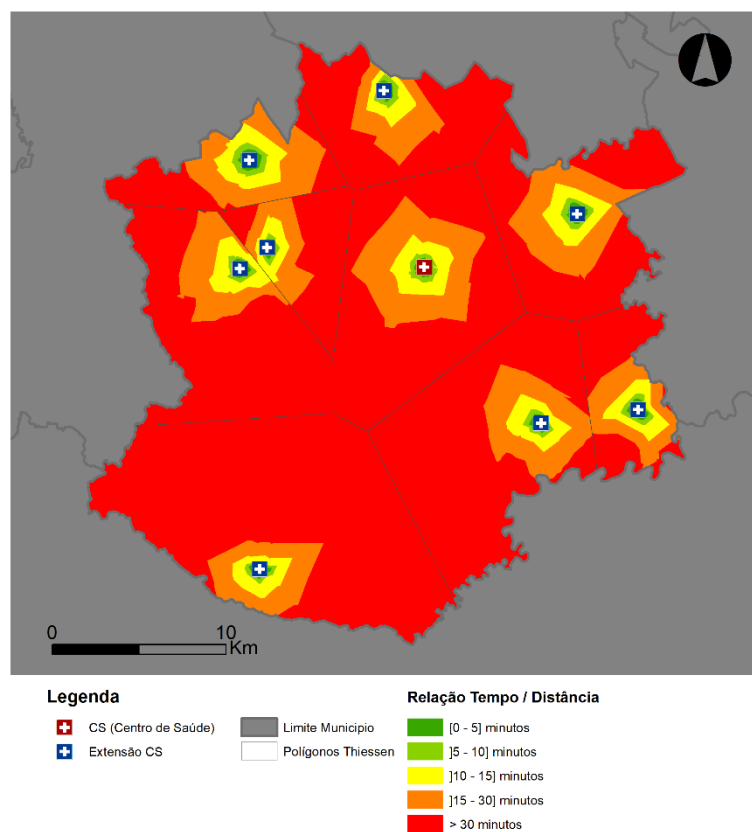 0 10
Km
Legenda
CS (Centro de Saúde)
Extensão CS
Limite Municipio
Polígonos Thiessen
Relação Tempo / Distância
]0 - 5] minutos
]5 - 10] minutos
]10 - 15] minutos
]15 - 30] minutos
> 30 minutos